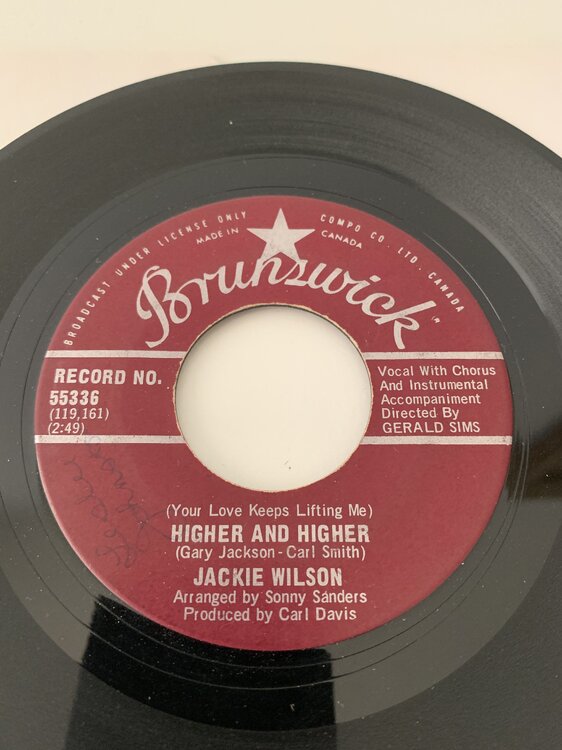 BROADCAST UNDER LICENSE ONLY COMPO CO. LTD. CANADA
MADE IN CANADA
Brunswick
RECORD NO.
55336
(119,161)
(2:49)
Vocal With Chorus
And Instrumental
Accompaniment
Directed By
GERALD SIMS
(Your Love Keeps Lifting Me)
HIGHER AND HIGHER
(Gary Jackson - Carl Smith)
JACKIE WILSON
Arranged by Sonny Sanders
Produced by Carl Davis